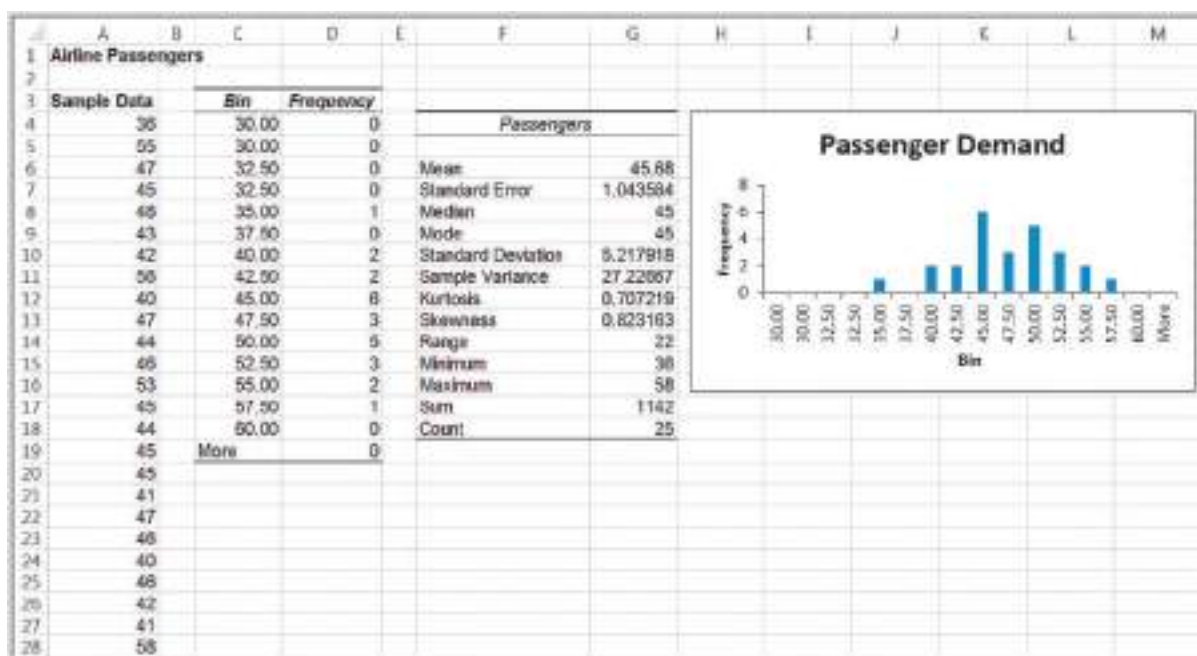 A B C D E F G H I J K L M
1 Airline Passengers
2
3 Sample Data Bin Frequency
4 36 30.00 0 Passengers
5 55 30.00 0
6 47 32.50 0 Mean 45.68
7 45 32.50 0 Standard Error 1.043584
8 48 35.00 1 Median 45
9 43 37.50 0 Mode 45
10 42 40.00 2 Standard Deviation 5.217918
11 56 42.50 2 Sample Variance 27.22667
12 40 45.00 6 Kurtosis 0.707219
13 47 47.50 3 Skewness 0.823163
14 44 50.00 5 Range 22
15 46 52.50 3 Minimum 36
16 53 55.00 2 Maximum 58
17 45 57.50 1 Sum 1142
18 44 60.00 0 Count 25
19 45 More 0
20 45
21 41
22 47
23 46
24 40
25 46
26 42
27 41
28 58
Passenger Demand
Frequency
8
6
4
2
0
30.00 30.00 32.50 32.50 35.00 37.50 40.00 42.50 45.00 47.50 50.00 52.50 55.00 57.50 60.00 More
Bin